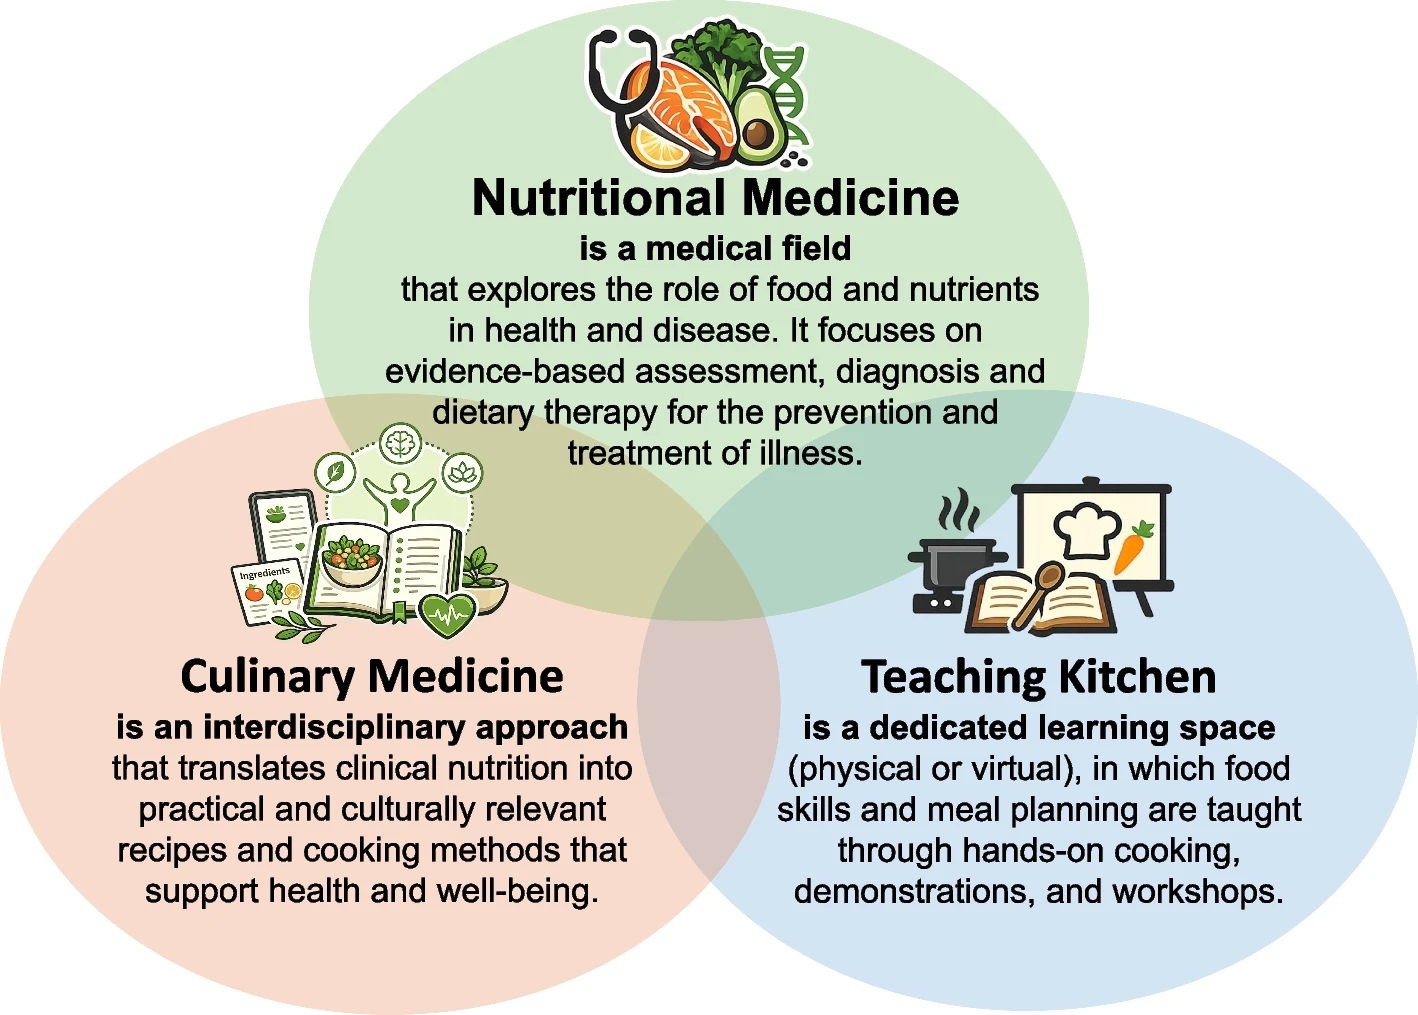 Nutritional Medicine
is a medical field
that explores the role of food and nutrients
in health and disease. It focuses on
evidence-based assessment, diagnosis and
dietary therapy for the prevention and
treatment of illness.
Ingredients
Culinary Medicine
is an interdisciplinary approach
that translates clinical nutrition into
practical and culturally relevant
recipes and cooking methods that
support health and well-being.
Teaching Kitchen
is a dedicated learning space
(physical or virtual), in which food
skills and meal planning are taught
through hands-on cooking,
demonstrations, and workshops.